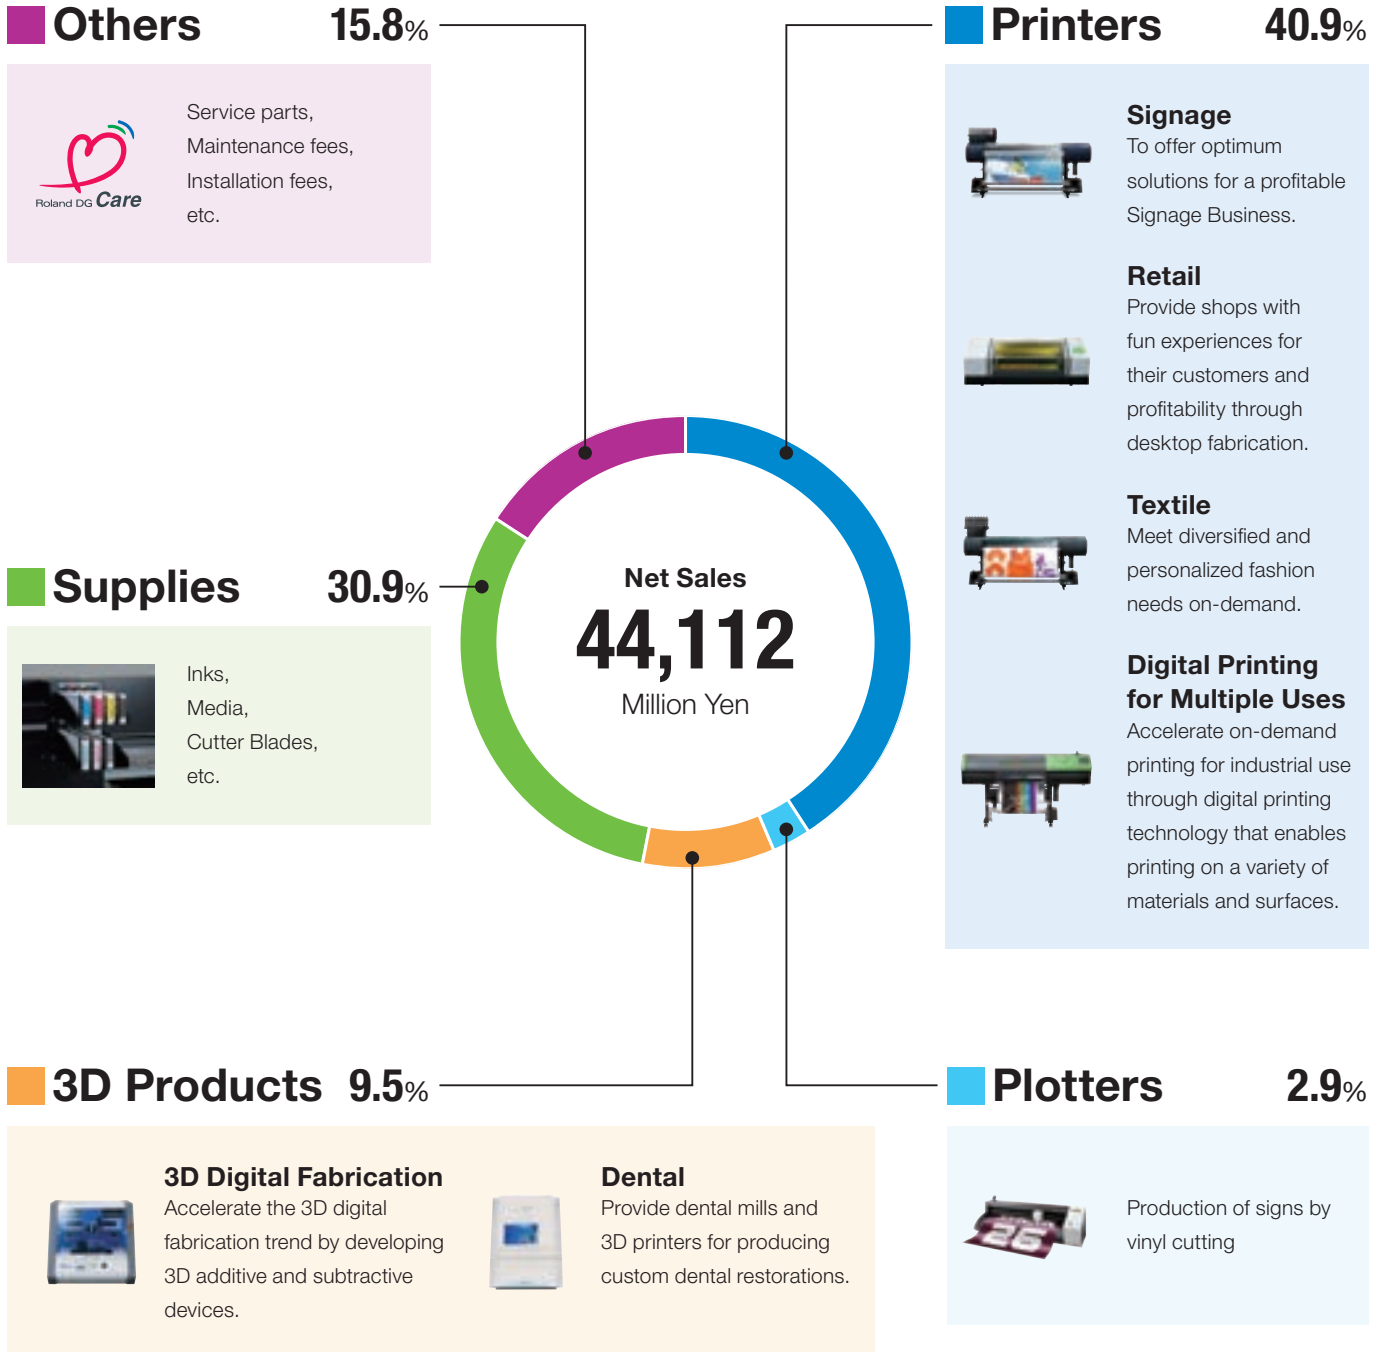 Others 15.8%
Service parts,
Maintenance fees,
Installation fees,
etc.
Roland DG Care
Printers 40.9%
Signage
To offer optimum
solutions for a profitable
Signage Business.
Retail
Provide shops with
fun experiences for
their customers and
profitability through
desktop fabrication.
Textile
Meet diversified and
personalized fashion
needs on-demand.
Digital Printing
for Multiple Uses
Accelerate on-demand
printing for industrial use
through digital printing
technology that enables
printing on a variety of
materials and surfaces.
Supplies 30.9%
Inks,
Media,
Cutter Blades,
etc.
Net Sales
44,112
Million Yen
3D Products 9.5%
3D Digital Fabrication
Accelerate the 3D digital
fabrication trend by developing
3D additive and subtractive
devices.
Dental
Provide dental mills and
3D printers for producing
custom dental restorations.
Plotters 2.9%
Production of signs by
vinyl cutting